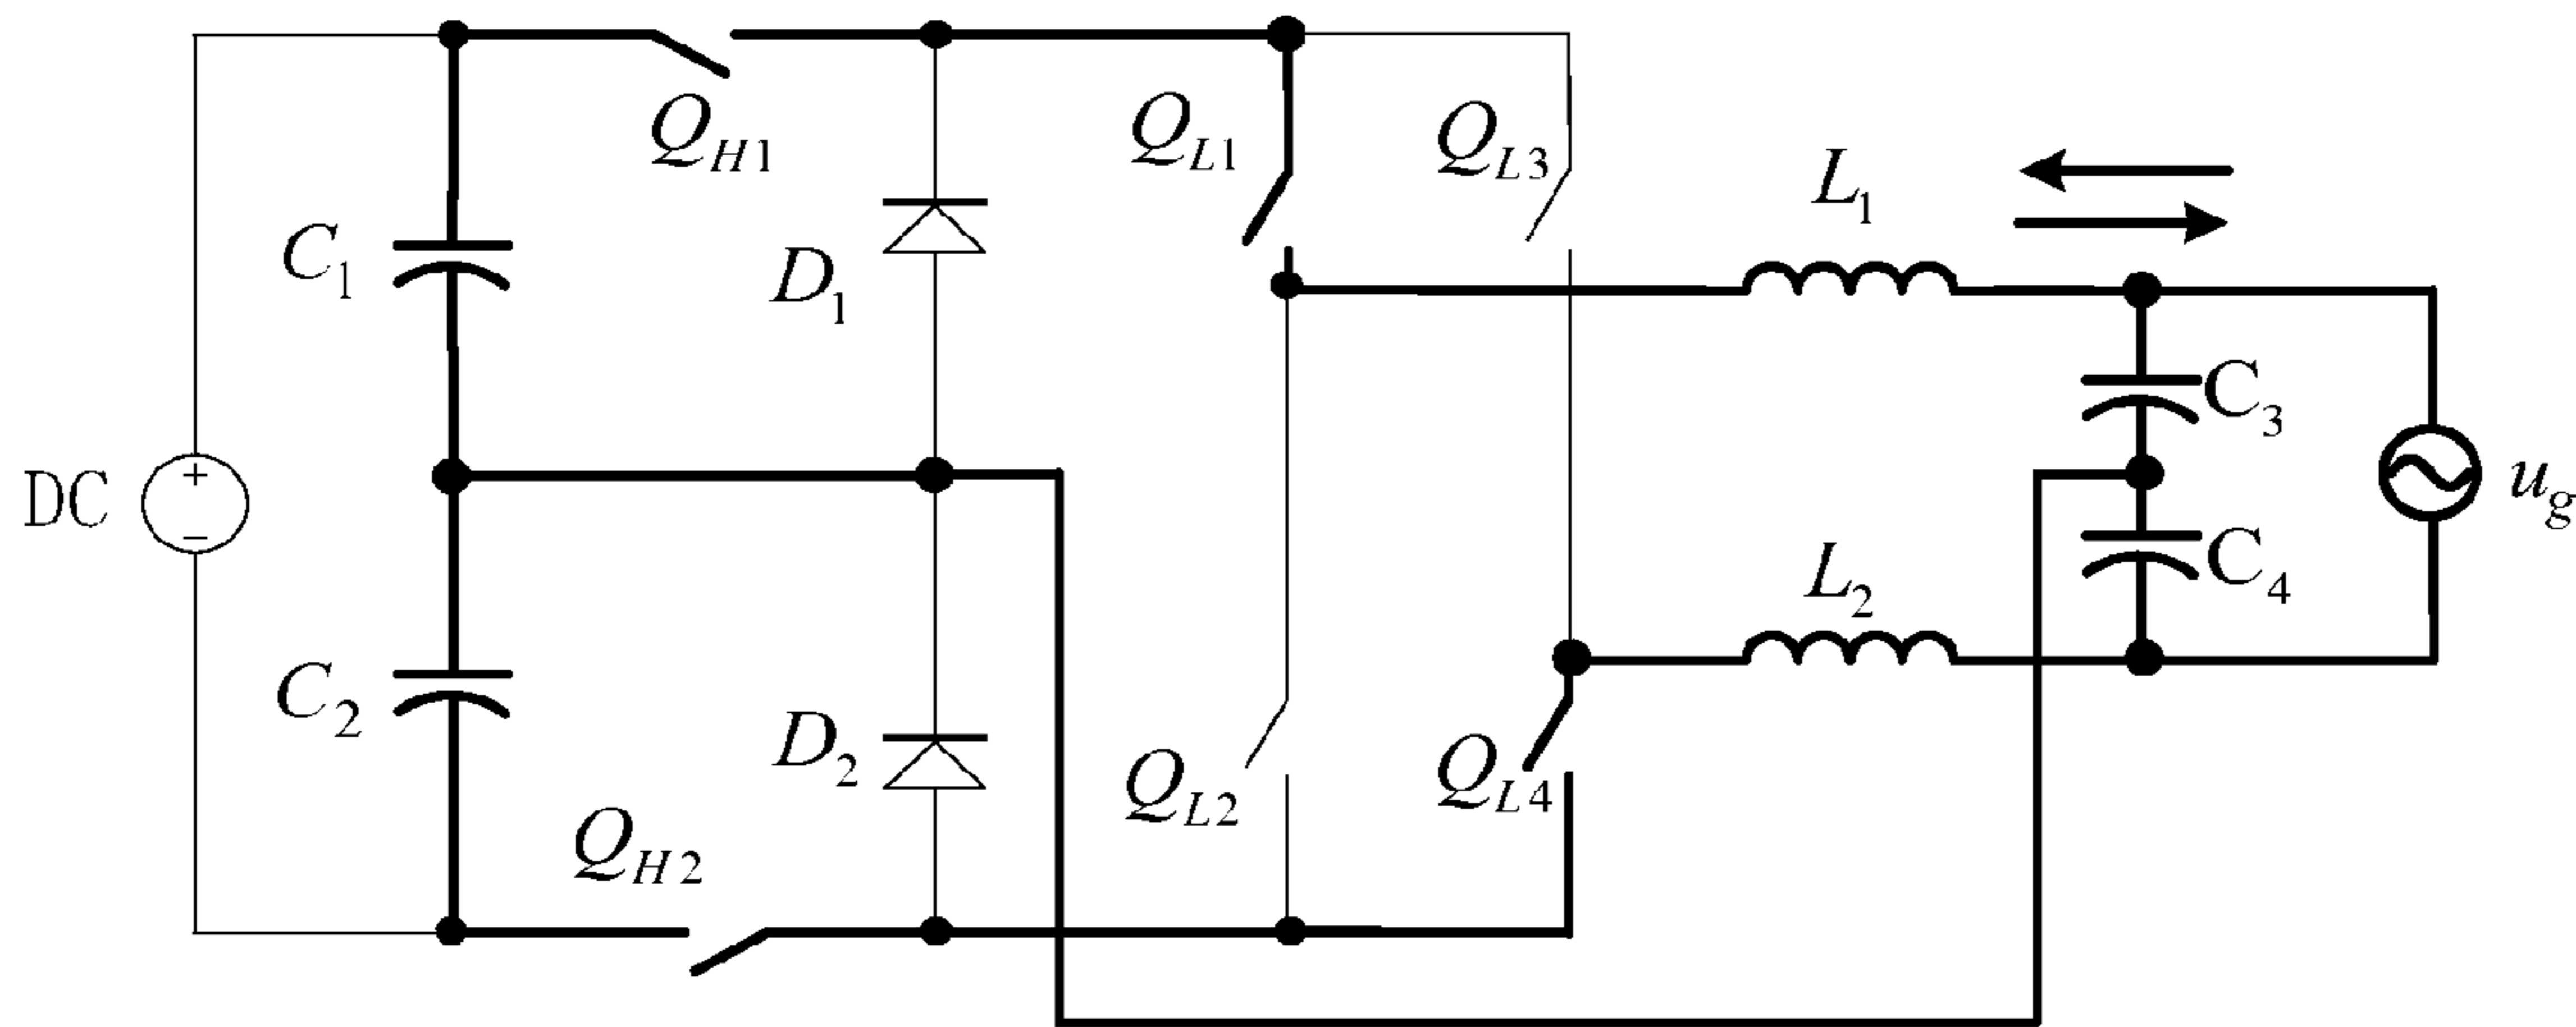 Q_H1
Q_L1
Q_L3
L_1
C_1
D_1
C_3
DC
+
−
u_g
C_4
L_2
C_2
D_2
Q_L2
Q_L4
Q_H2